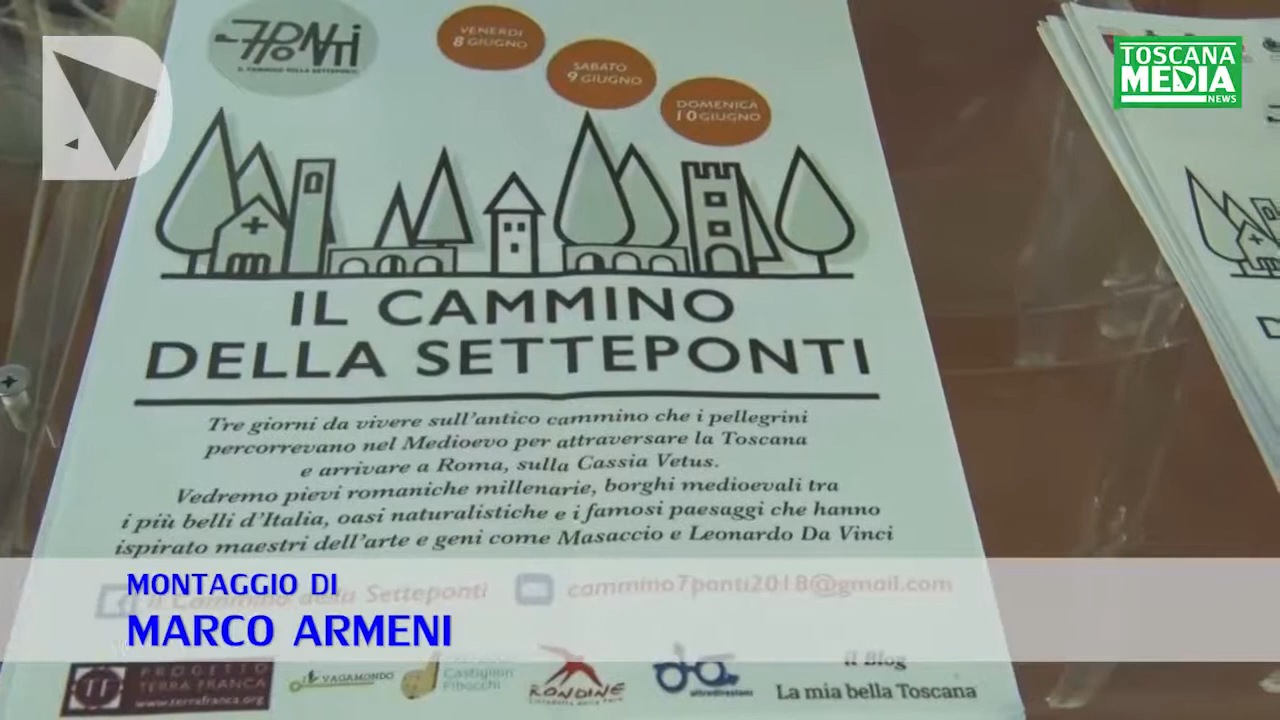 7PONTI
IL CAMMINO DELLA SETTEPONTI
VENERDI
8 GIUGNO
SABATO
9 GIUGNO
DOMENICA
10 GIUGNO
TOSCANA
MEDIA
NEWS
IL CAMMINO
DELLA SETTEPONTI
Tre giorni da vivere sull'antico cammino che i pellegrini
percorrevano nel Medioevo per attraversare la Toscana
e arrivare a Roma, sulla Cassia Vetus.
Vedremo pievi romaniche millenarie, borghi medioevali tra
i più belli d'Italia, oasi naturalistiche e i famosi paesaggi che hanno
ispirato maestri dell'arte e geni come Masaccio e Leonardo Da Vinci
il Cammino della Setteponti
cammino7ponti2018@gmail.com
MONTAGGIO DI
MARCO ARMENI
PROGETTO
TERRA FRANCA
www.terrafranca.org
VAGAMONDO
Castiglion
Fibocchi
RONDINE
Cittadella della Pace
altredirezioni
il Blog
La mia bella Toscana